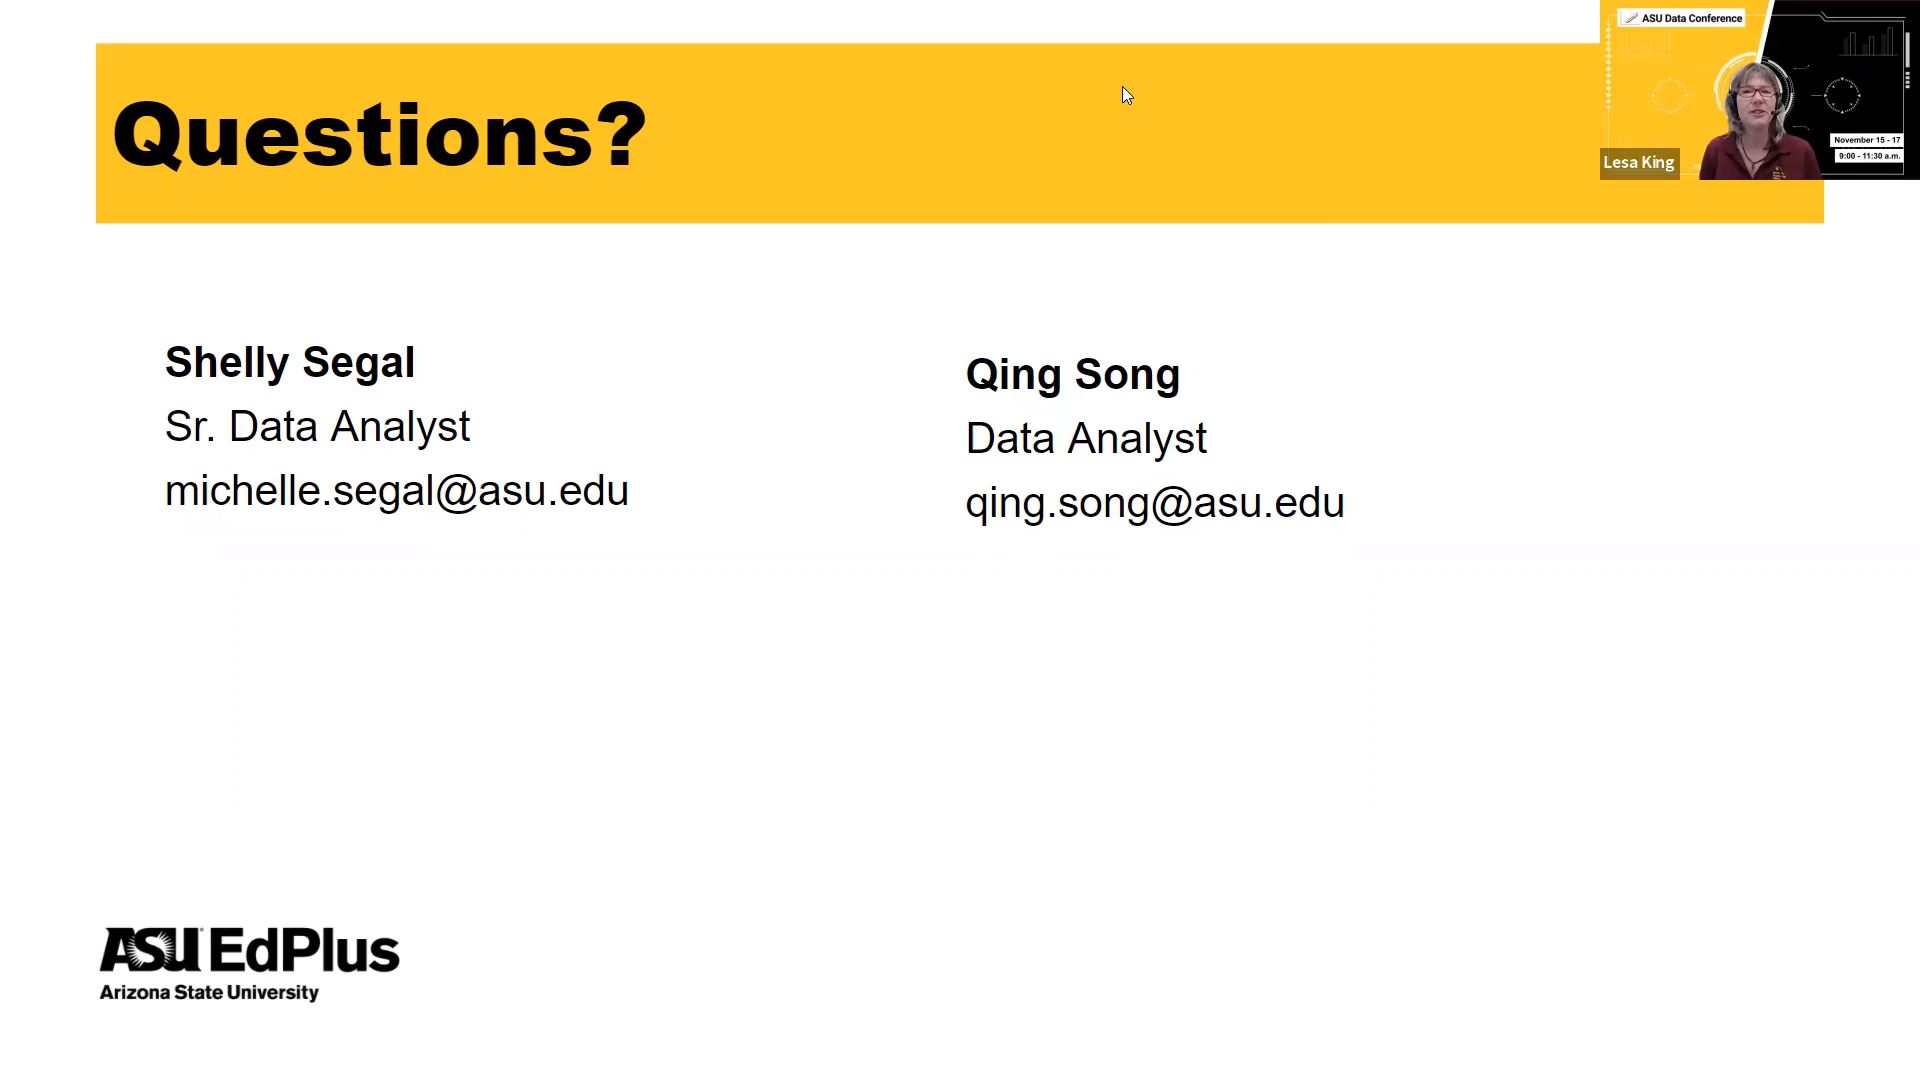 ASU Data Conference
Questions?
November 15 - 17
9:00 - 11:30 a.m.
Lesa King
Shelly Segal
Sr. Data Analyst
michelle.segal@asu.edu
Qing Song
Data Analyst
qing.song@asu.edu
ASU EdPlus
Arizona State University